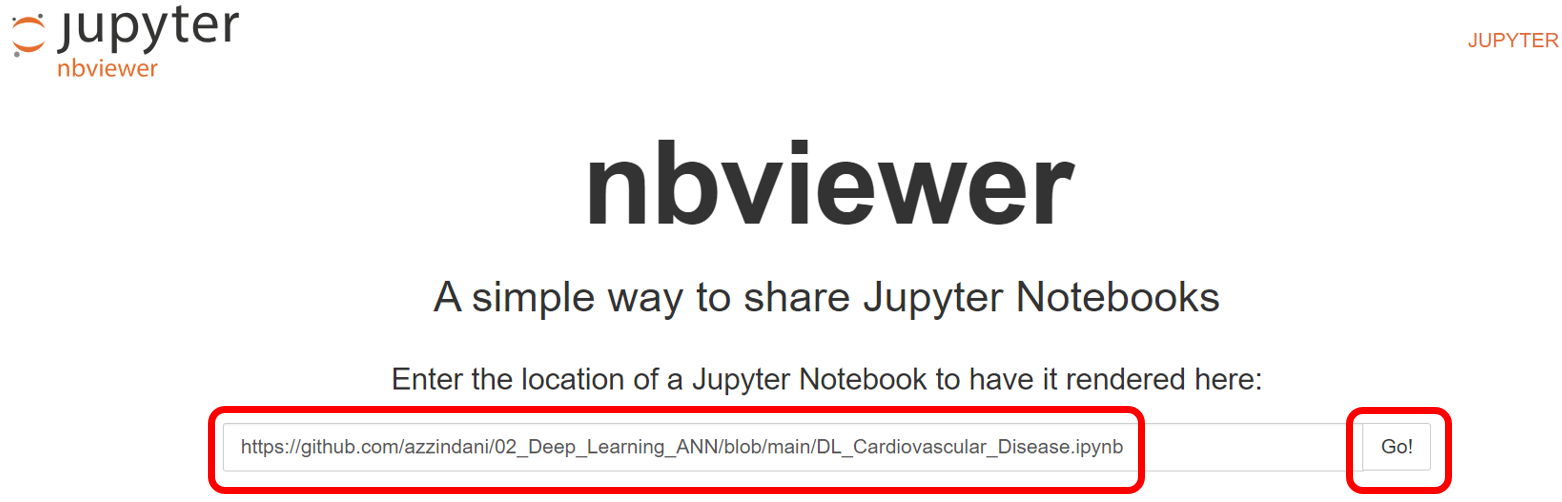 jupyter
nbviewer
JUPYTER
nbviewer
A simple way to share Jupyter Notebooks
Enter the location of a Jupyter Notebook to have it rendered here:
https://github.com/azzindani/02_Deep_Learning_ANN/blob/main/DL_Cardiovascular_Disease.ipynb Go!